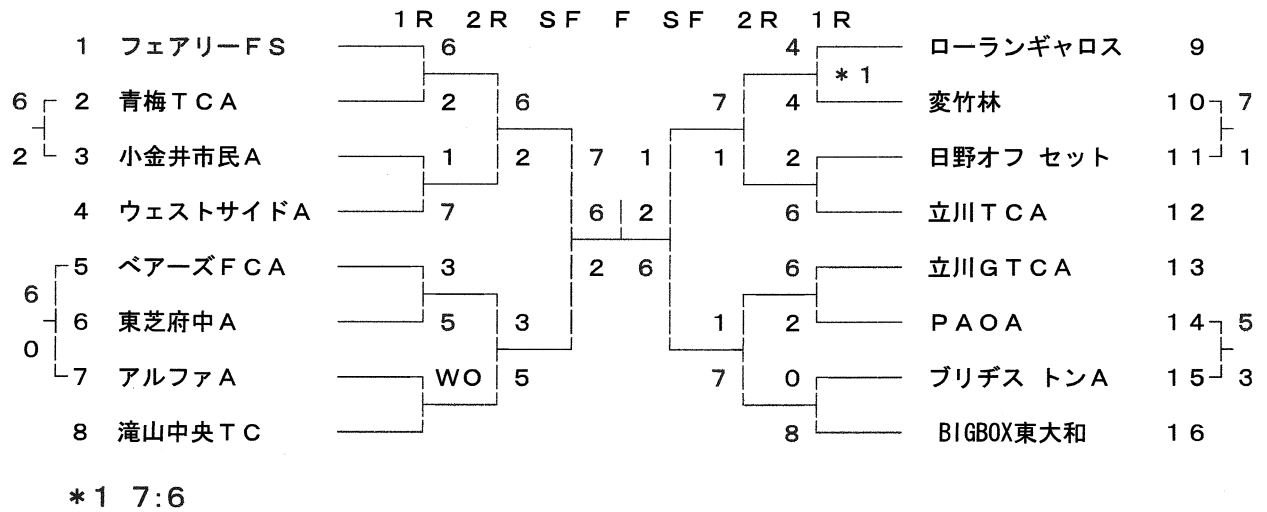 １Ｒ ２Ｒ ＳＦ Ｆ ＳＦ ２Ｒ １Ｒ
１ フェアリーＦＳ ６ ４ ローランギャロス ９
＊１
６ ２ 青梅ＴＣＡ ２ ６ ７ ４ 変竹林 １０ ７
２ ３ 小金井市民Ａ １ ２ ７ １ １ ２ 日野オフ セット １１ １
４ ウェストサイドＡ ７ ６ ２ ６ 立川ＴＣＡ １２
５ ベアーズＦＣＡ ３ ２ ６ ６ 立川ＧＴＣＡ １３
６
６ 東芝府中Ａ ５ ３ １ ２ ＰＡＯＡ １４ ５
０
７ アルファＡ ＷＯ ５ ７ ０ ブリヂス トンＡ １５ ３
８ 滝山中央ＴＣ ８ BIGBOX東大和 １６
＊１ ７:６